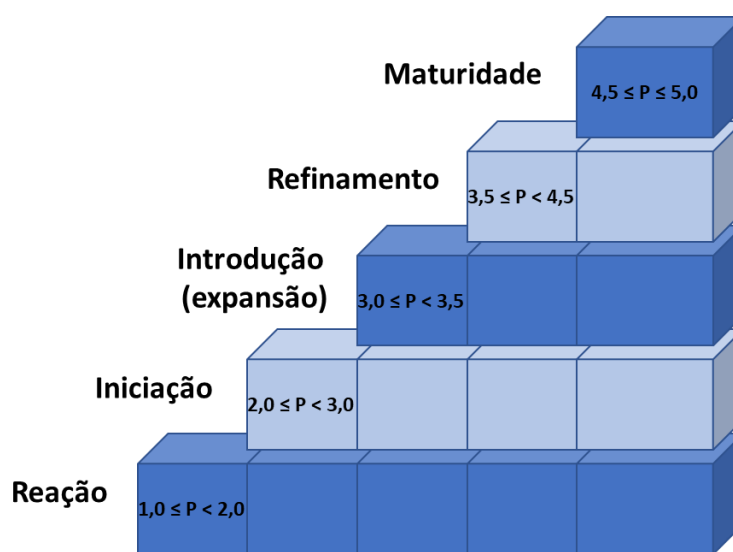 Maturidade
4,5 ≤ P ≤ 5,0
Refinamento
3,5 ≤ P < 4,5
Introdução
(expansão)
3,0 ≤ P < 3,5
Iniciação
2,0 ≤ P < 3,0
Reação
1,0 ≤ P < 2,0